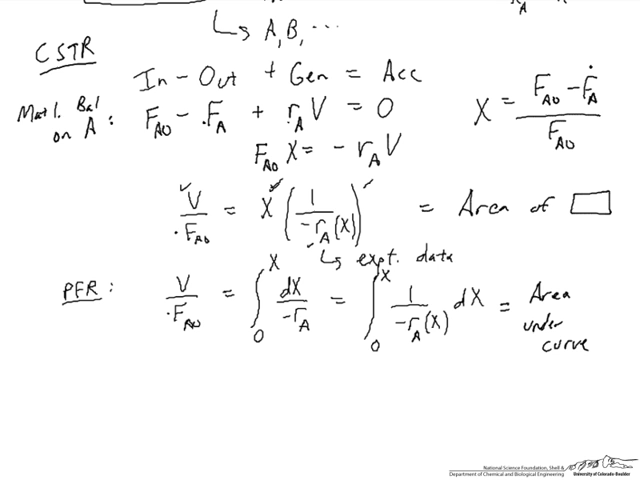 A
↳ A, B, ...
CSTR
In - Out + Gen = Acc
Mat'l. Bal on A: F_A0 - F_A + r_A V = 0
X = (F_A0 - F_A) / F_A0
F_A0 X = - r_A V
V / F_A0 = X (1 / -r_A(X)) = Area of ▭
↳ expt. data
PFR: V / F_A0 = ∫_0^X dX / -r_A = ∫_0^X 1 / -r_A(X) dX = Area under curve
National Science Foundation, Shell &
Department of Chemical and Biological Engineering University of Colorado-Boulder